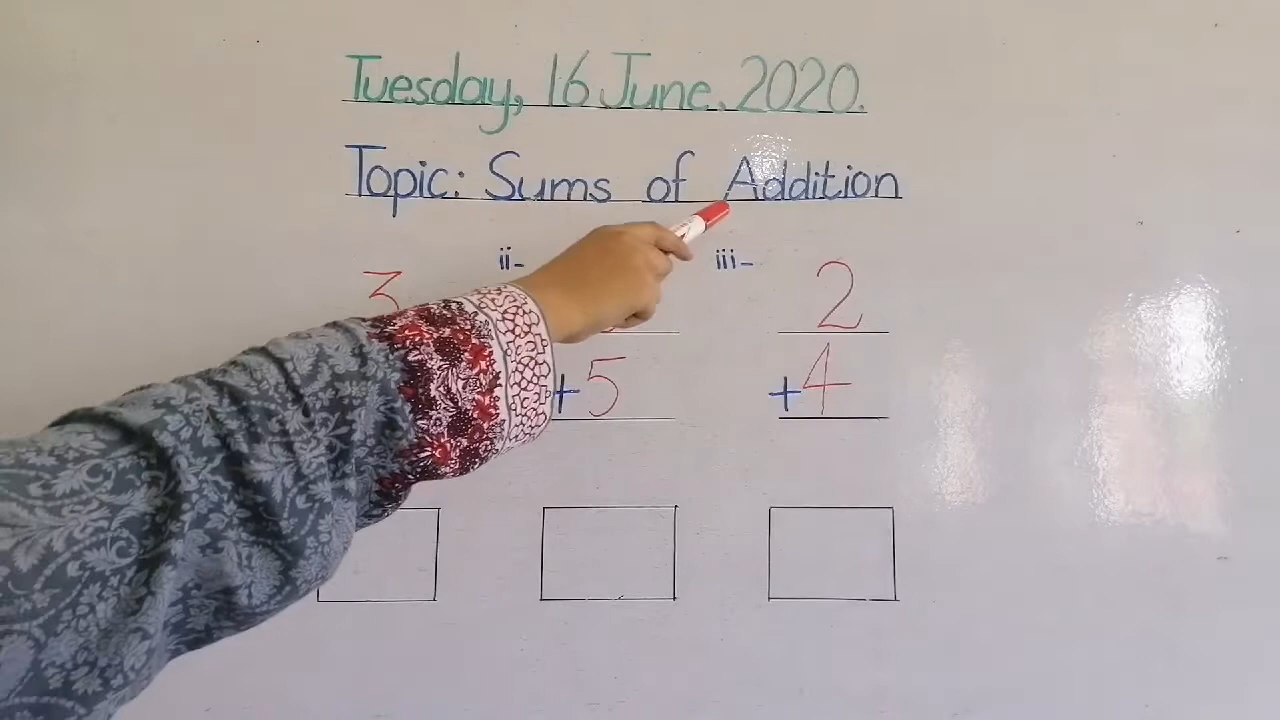 Tuesday, 16 June, 2020.
Topic: Sums of Addition
ii- iii-
3 2
+5 +4